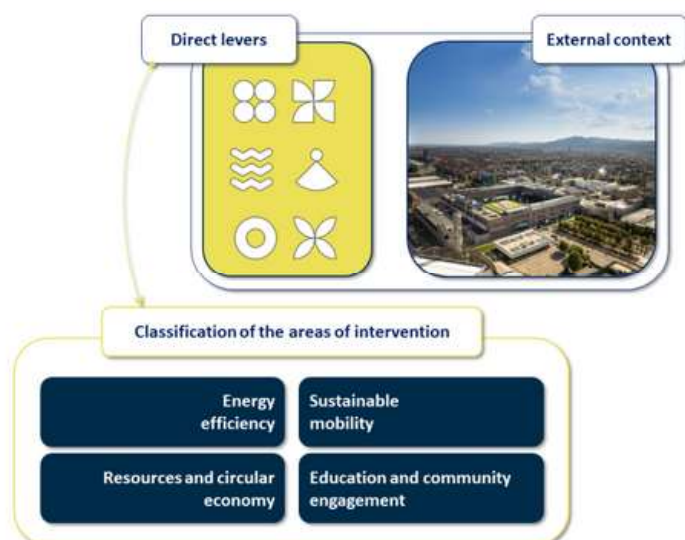 Direct levers
External context
Classification of the areas of intervention
Energy
efficiency
Sustainable
mobility
Resources and circular
economy
Education and community
engagement